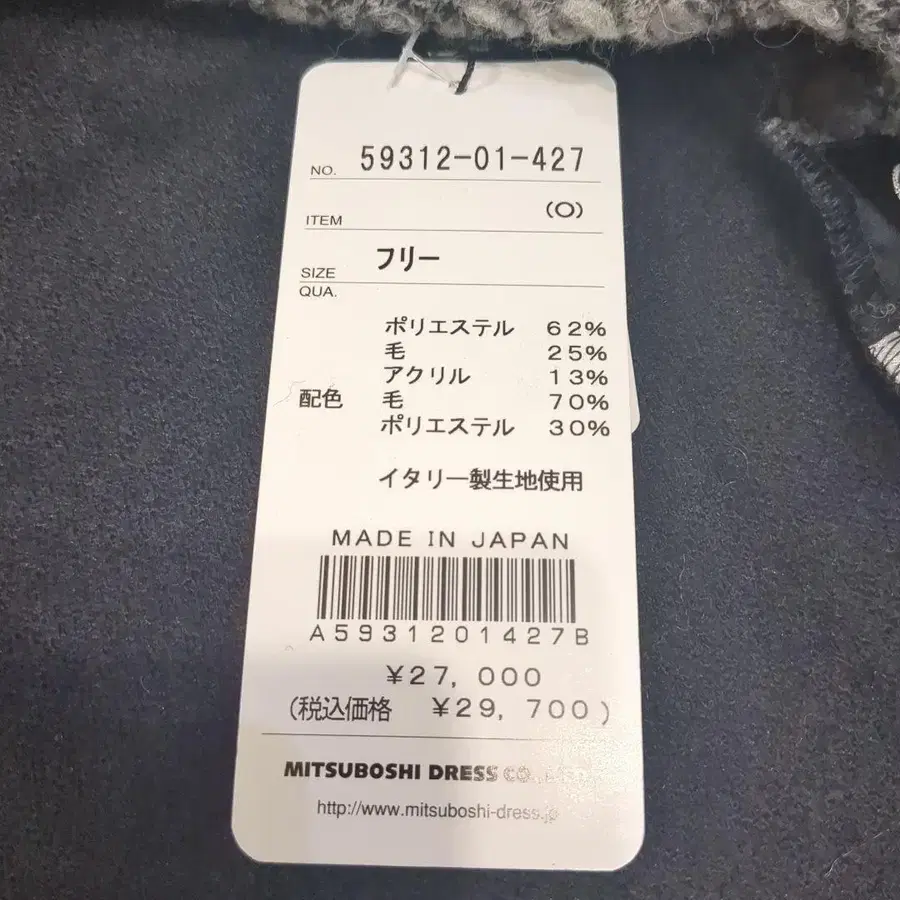 NO. 59312-01-427
ITEM (O)
SIZE フリー
QUA.
ポリエステル 62%
毛 25%
アクリル 13%
配色 毛 70%
ポリエステル 30%
イタリー製生地使用
MADE IN JAPAN
A5931201427B
¥27,000
(税込価格 ¥29,700)
MITSUBOSHI DRESS CO.,
http://www.mitsuboshi-dress.jp